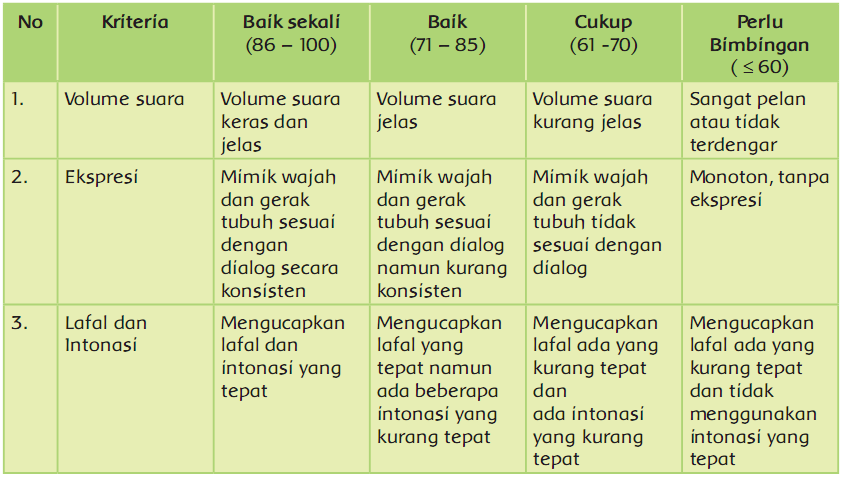 No
Kriteria
Baik sekali
(86 – 100)
Baik
(71 – 85)
Cukup
(61 -70)
Perlu
Bimbingan
( ≤ 60)
1.
Volume suara
Volume suara
keras dan
jelas
Volume suara
jelas
Volume suara
kurang jelas
Sangat pelan
atau tidak
terdengar
2.
Ekspresi
Mimik wajah
dan gerak
tubuh sesuai
dengan
dialog secara
konsisten
Mimik wajah
dan gerak
tubuh sesuai
dengan dialog
namun kurang
konsisten
Mimik wajah
dan gerak
tubuh tidak
sesuai dengan
dialog
Monoton, tanpa
ekspresi
3.
Lafal dan
Intonasi
Mengucapkan
lafal dan
intonasi yang
tepat
Mengucapkan
lafal yang
tepat namun
ada beberapa
intonasi yang
kurang tepat
Mengucapkan
lafal ada yang
kurang tepat
dan
ada intonasi
yang kurang
tepat
Mengucapkan
lafal ada yang
kurang tepat
dan tidak
menggunakan
intonasi yang
tepat